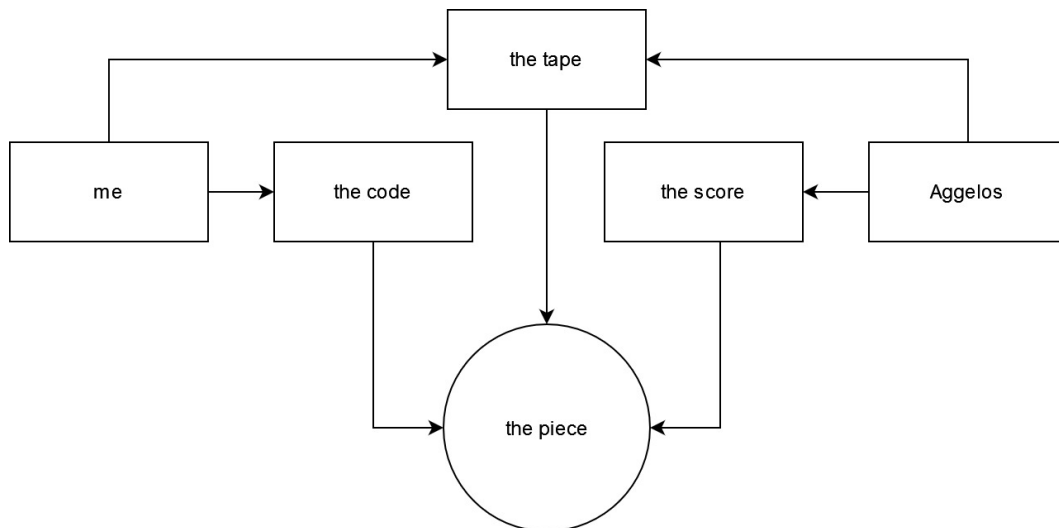 the tape
me
the code
the score
Aggelos
the piece